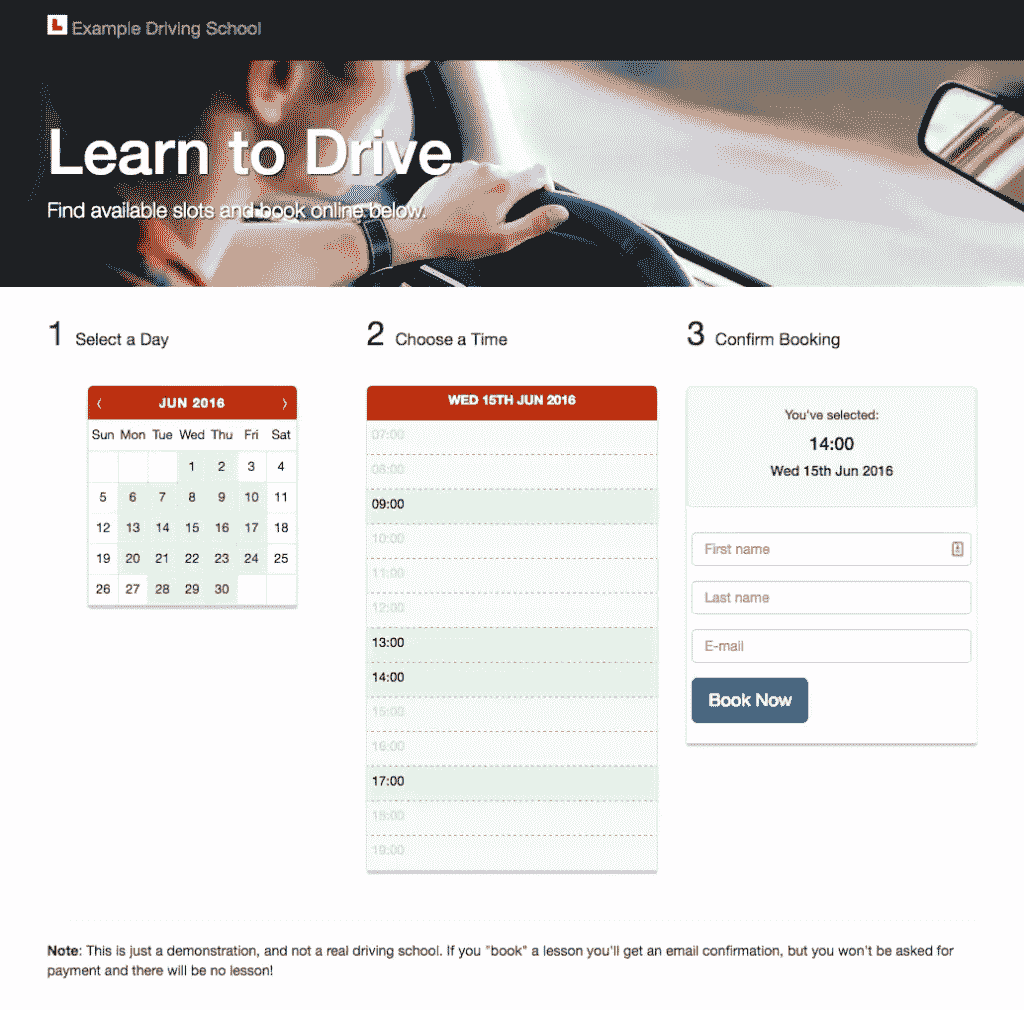 L Example Driving School
Learn to Drive
Find available slots and book online below.
1 Select a Day
‹ JUN 2016 ›
Sun Mon Tue Wed Thu Fri Sat
1 2 3 4
5 6 7 8 9 10 11
12 13 14 15 16 17 18
19 20 21 22 23 24 25
26 27 28 29 30
2 Choose a Time
WED 15TH JUN 2016
07:00
08:00
09:00
10:00
11:00
12:00
13:00
14:00
15:00
16:00
17:00
18:00
19:00
3 Confirm Booking
You've selected:
14:00
Wed 15th Jun 2016
First name
Last name
E-mail
Book Now
Note: This is just a demonstration, and not a real driving school. If you "book" a lesson you'll get an email confirmation, but you won't be asked for
payment and there will be no lesson!